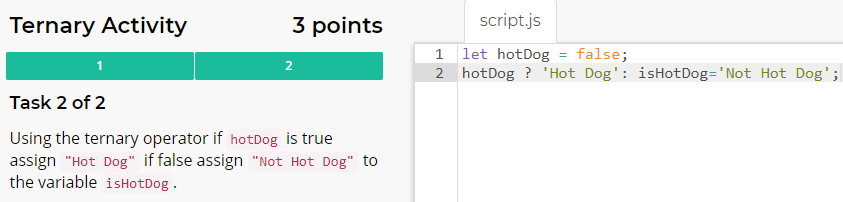 Ternary Activity 3 points
1 2
Task 2 of 2
Using the ternary operator if hotDog is true
assign "Hot Dog" if false assign "Not Hot Dog" to
the variable isHotDog.
script.js
1 let hotDog = false;
2 hotDog ? 'Hot Dog': isHotDog='Not Hot Dog';